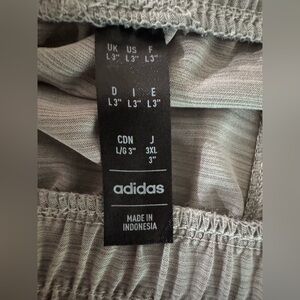 UK US F
L3" L3" L3"
D I E
L3" L3" L3"
CDN J
L/G 3" 3XL
3"
adidas
MADE IN
INDONESIA